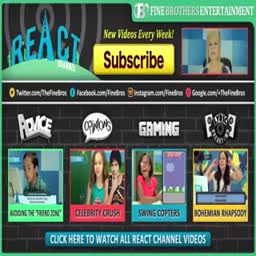 FINE BROTHERS ENTERTAINMENT
REACT
CHANNEL
New Videos Every Week!
Subscribe
Twitter.com/TheFineBros
Facebook.com/FineBros
Instagram.com/FineBros
Google.com/+TheFineBros
ADVICE
OPINIONS
GAMING
AVOIDING THE "FRIEND ZONE"
CELEBRITY CRUSH
SWING COPTERS
BOHEMIAN RHAPSODY
CLICK HERE TO WATCH ALL REACT CHANNEL VIDEOS